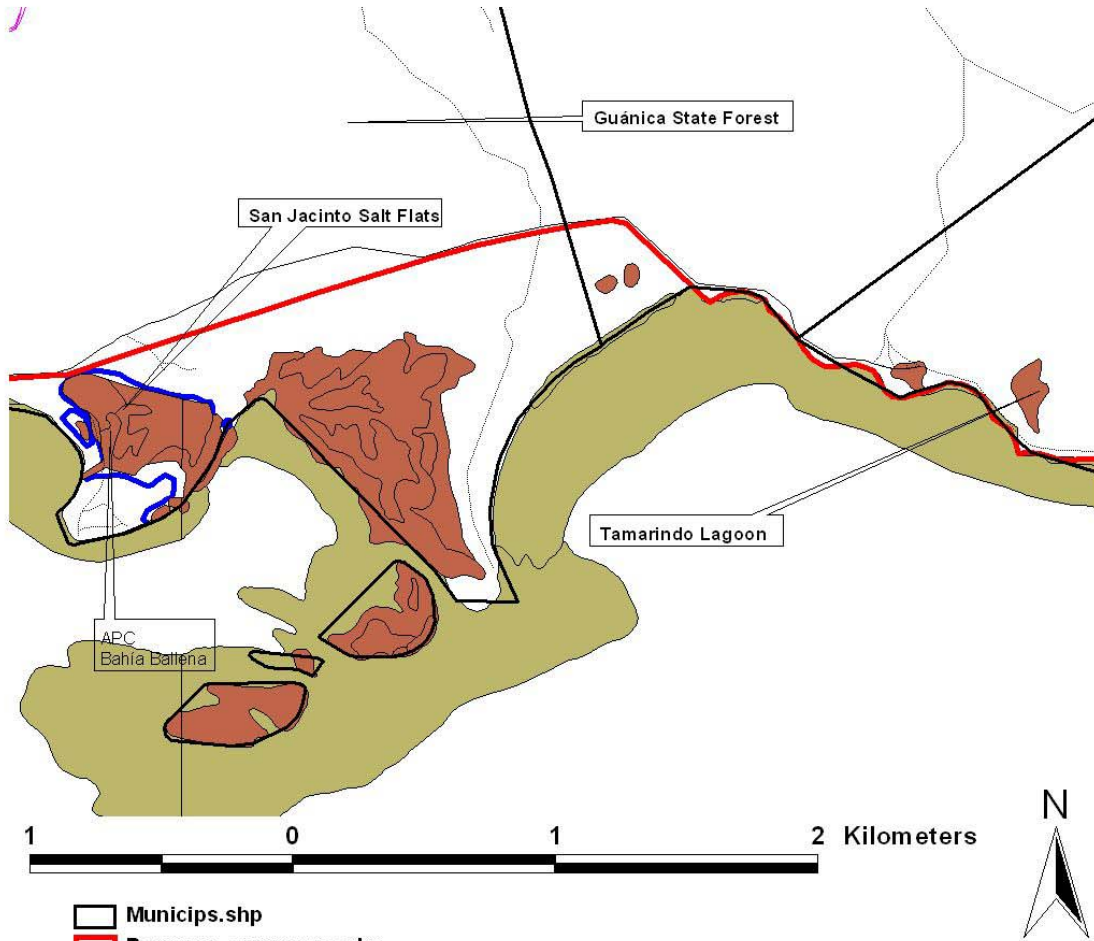 Guánica State Forest
San Jacinto Salt Flats
Tamarindo Lagoon
APC
Bahía Ballena
1 0 1 2 Kilometers
N
Municips.shp